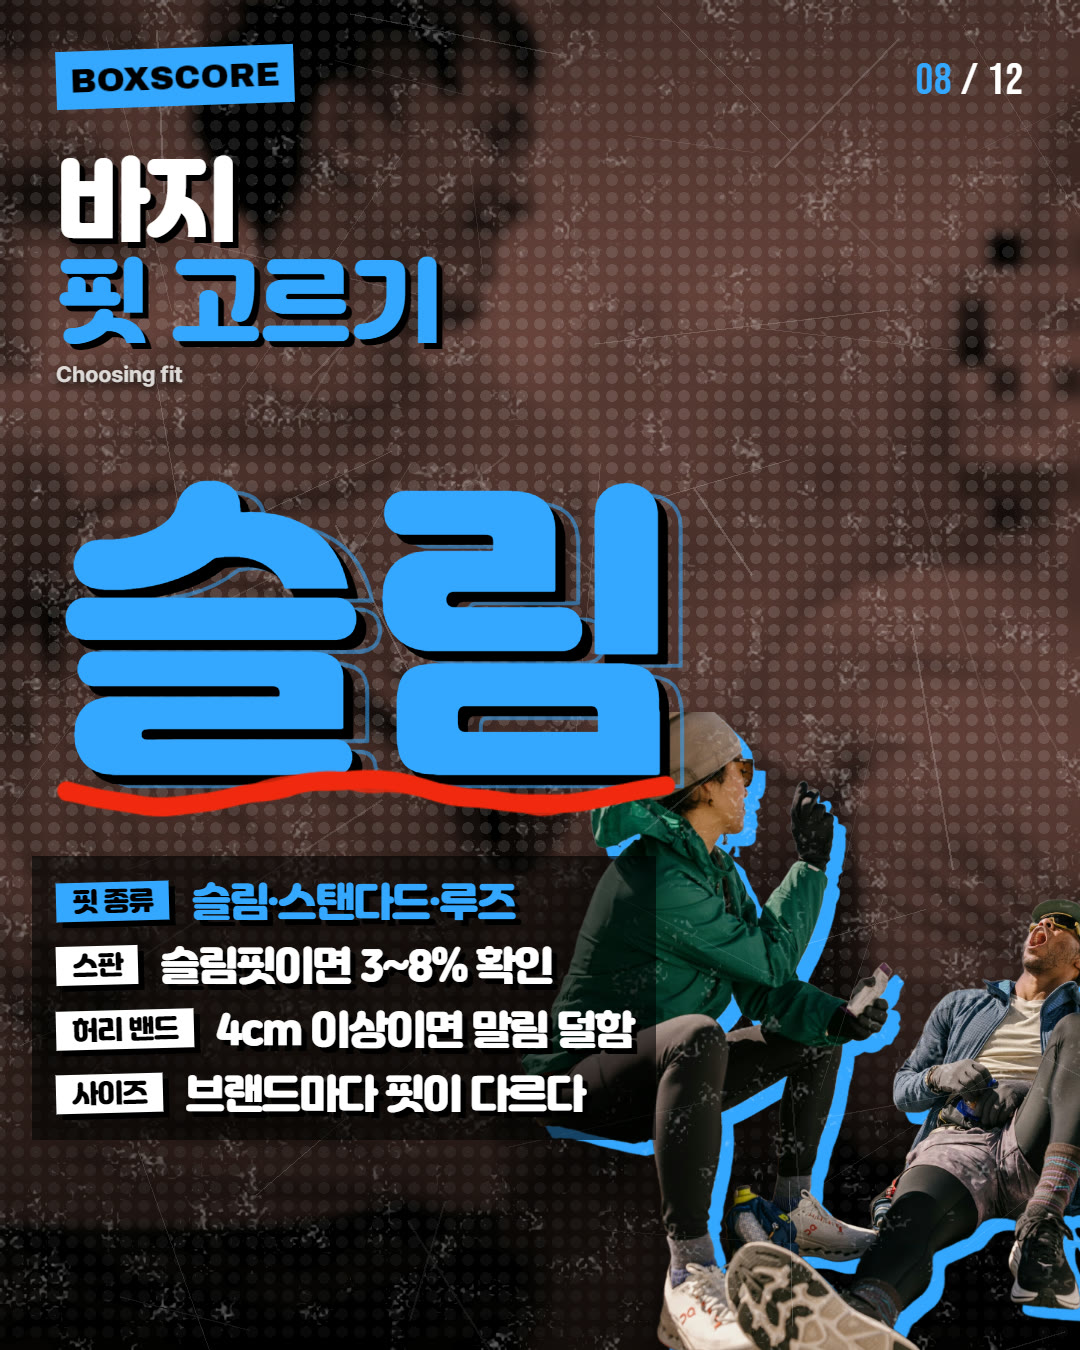 BOXSCORE
08 / 12
바지
핏 고르기
Choosing fit
슬림
핏 종류 슬림·스탠다드·루즈
스판 슬림핏이면 3~8% 확인
허리 밴드 4cm 이상이면 말림 덜함
사이즈 브랜드마다 핏이 다르다